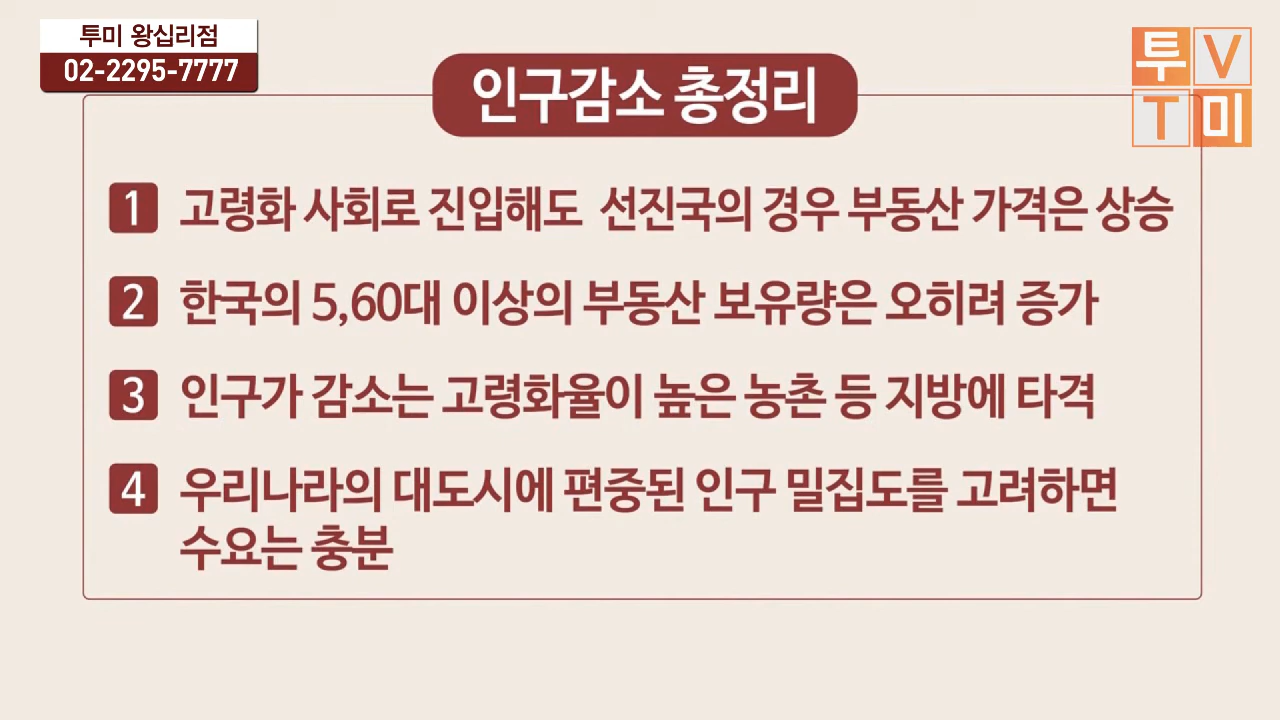 투미 왕십리점
02-2295-7777
투V
T미
인구감소 총정리
1 고령화 사회로 진입해도 선진국의 경우 부동산 가격은 상승
2 한국의 5,60대 이상의 부동산 보유량은 오히려 증가
3 인구가 감소는 고령화율이 높은 농촌 등 지방에 타격
4 우리나라의 대도시에 편중된 인구 밀집도를 고려하면
수요는 충분